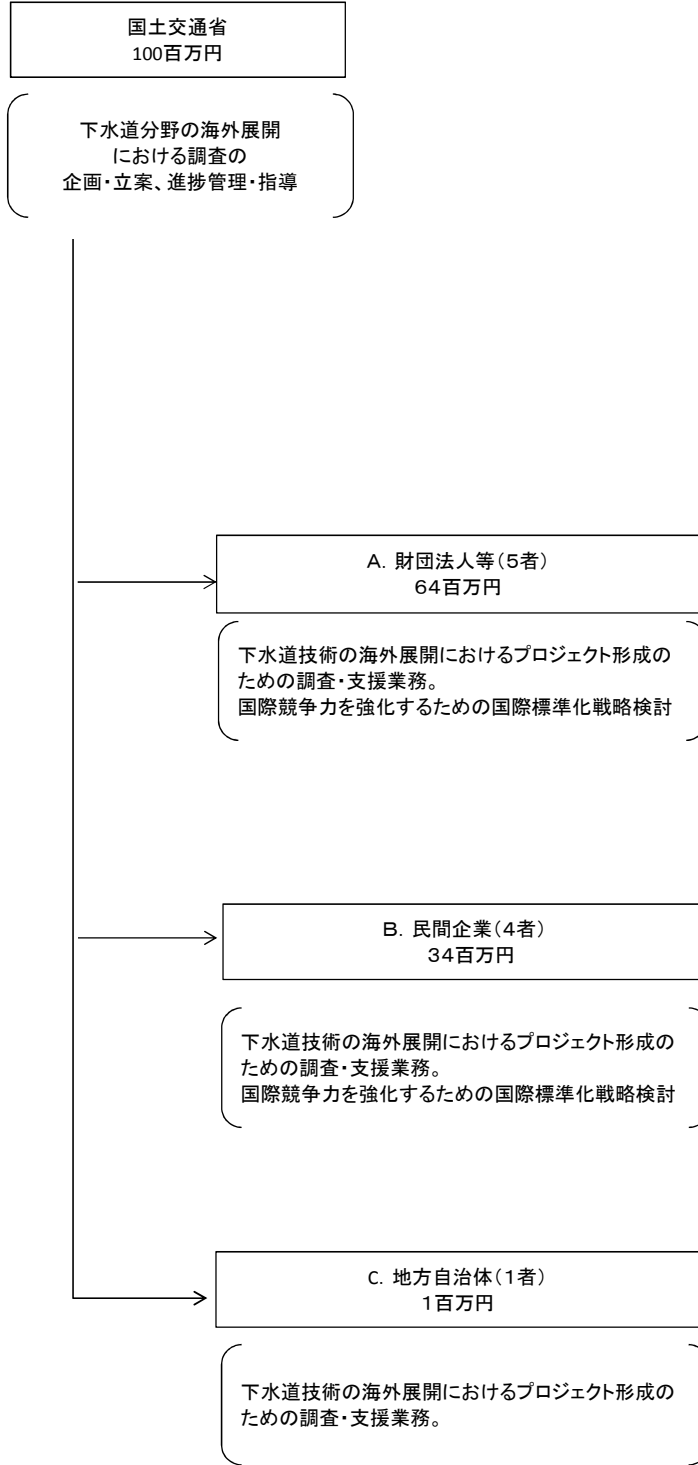 国土交通省
100百万円
下水道分野の海外展開
における調査の
企画・立案、進捗管理・指導
A. 財団法人等(5者)
64百万円
下水道技術の海外展開におけるプロジェクト形成の
ための調査・支援業務。
国際競争力を強化するための国際標準化戦略検討
B. 民間企業(4者)
34百万円
下水道技術の海外展開におけるプロジェクト形成の
ための調査・支援業務。
国際競争力を強化するための国際標準化戦略検討
C. 地方自治体(1者)
1百万円
下水道技術の海外展開におけるプロジェクト形成の
ための調査・支援業務。